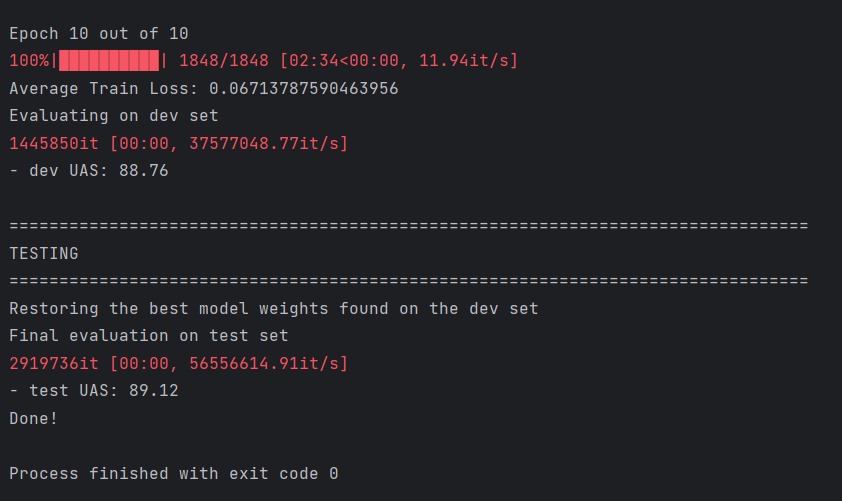 Epoch 10 out of 10
100%|██████████| 1848/1848 [02:34<00:00, 11.94it/s]
Average Train Loss: 0.06713787590463956
Evaluating on dev set
1445850it [00:00, 37577048.77it/s]
- dev UAS: 88.76
================================================================================
TESTING
================================================================================
Restoring the best model weights found on the dev set
Final evaluation on test set
2919736it [00:00, 56556614.91it/s]
- test UAS: 89.12
Done!
Process finished with exit code 0